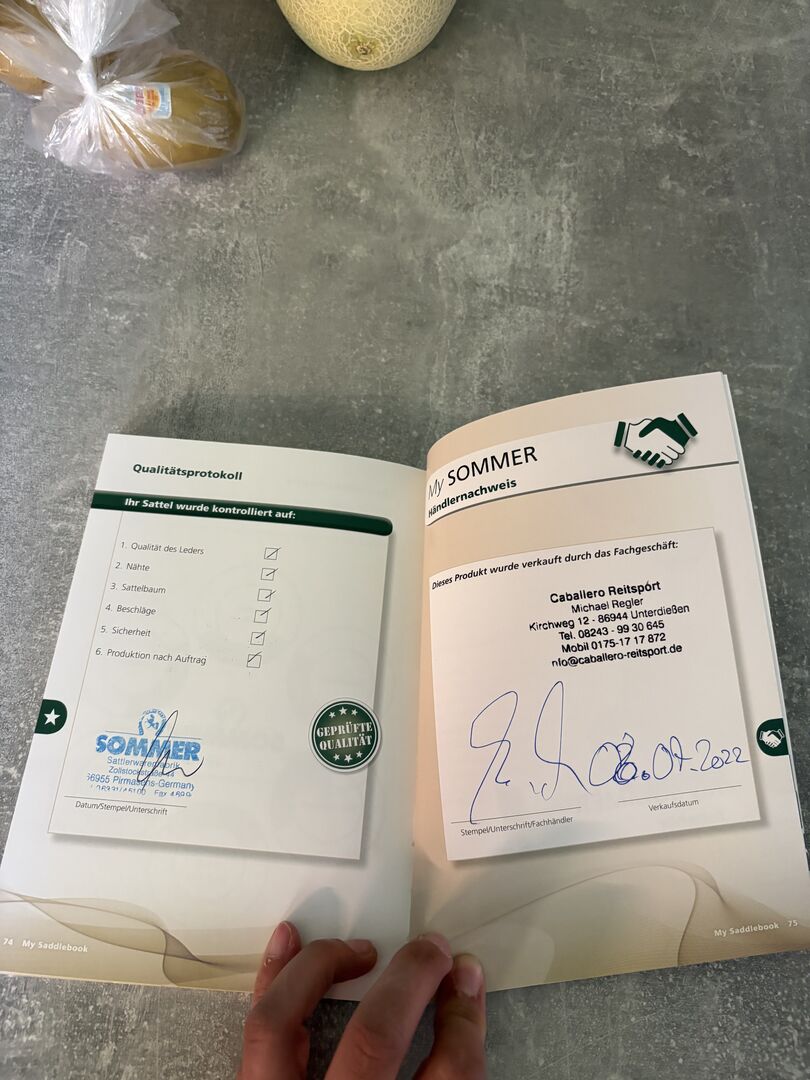 Qualitätsprotokoll
Ihr Sattel wurde kontrolliert auf:
1. Qualität des Leders
2. Nähte
3. Sattelbaum
4. Beschläge
5. Sicherheit
6. Produktion nach Auftrag
GEPRÜFTE
QUALITÄT
SOMMER
Sattlerwarenfabrik
66955 Pirmasens-Germany
Datum/Stempel/Unterschrift
74 My Saddlebook
My SOMMER
Händlernachweis
Dieses Produkt wurde verkauft durch das Fachgeschäft:
Caballero Reitsport
Michael Regler
Kirchweg 12 - 86944 Unterdießen
Tel. 08243 - 99 30 645
Mobil 0175-17 17 872
nfo@caballero-reitsport.de
2022
Stempel/Unterschrift/Fachhändler
Verkaufsdatum
My Saddlebook 75